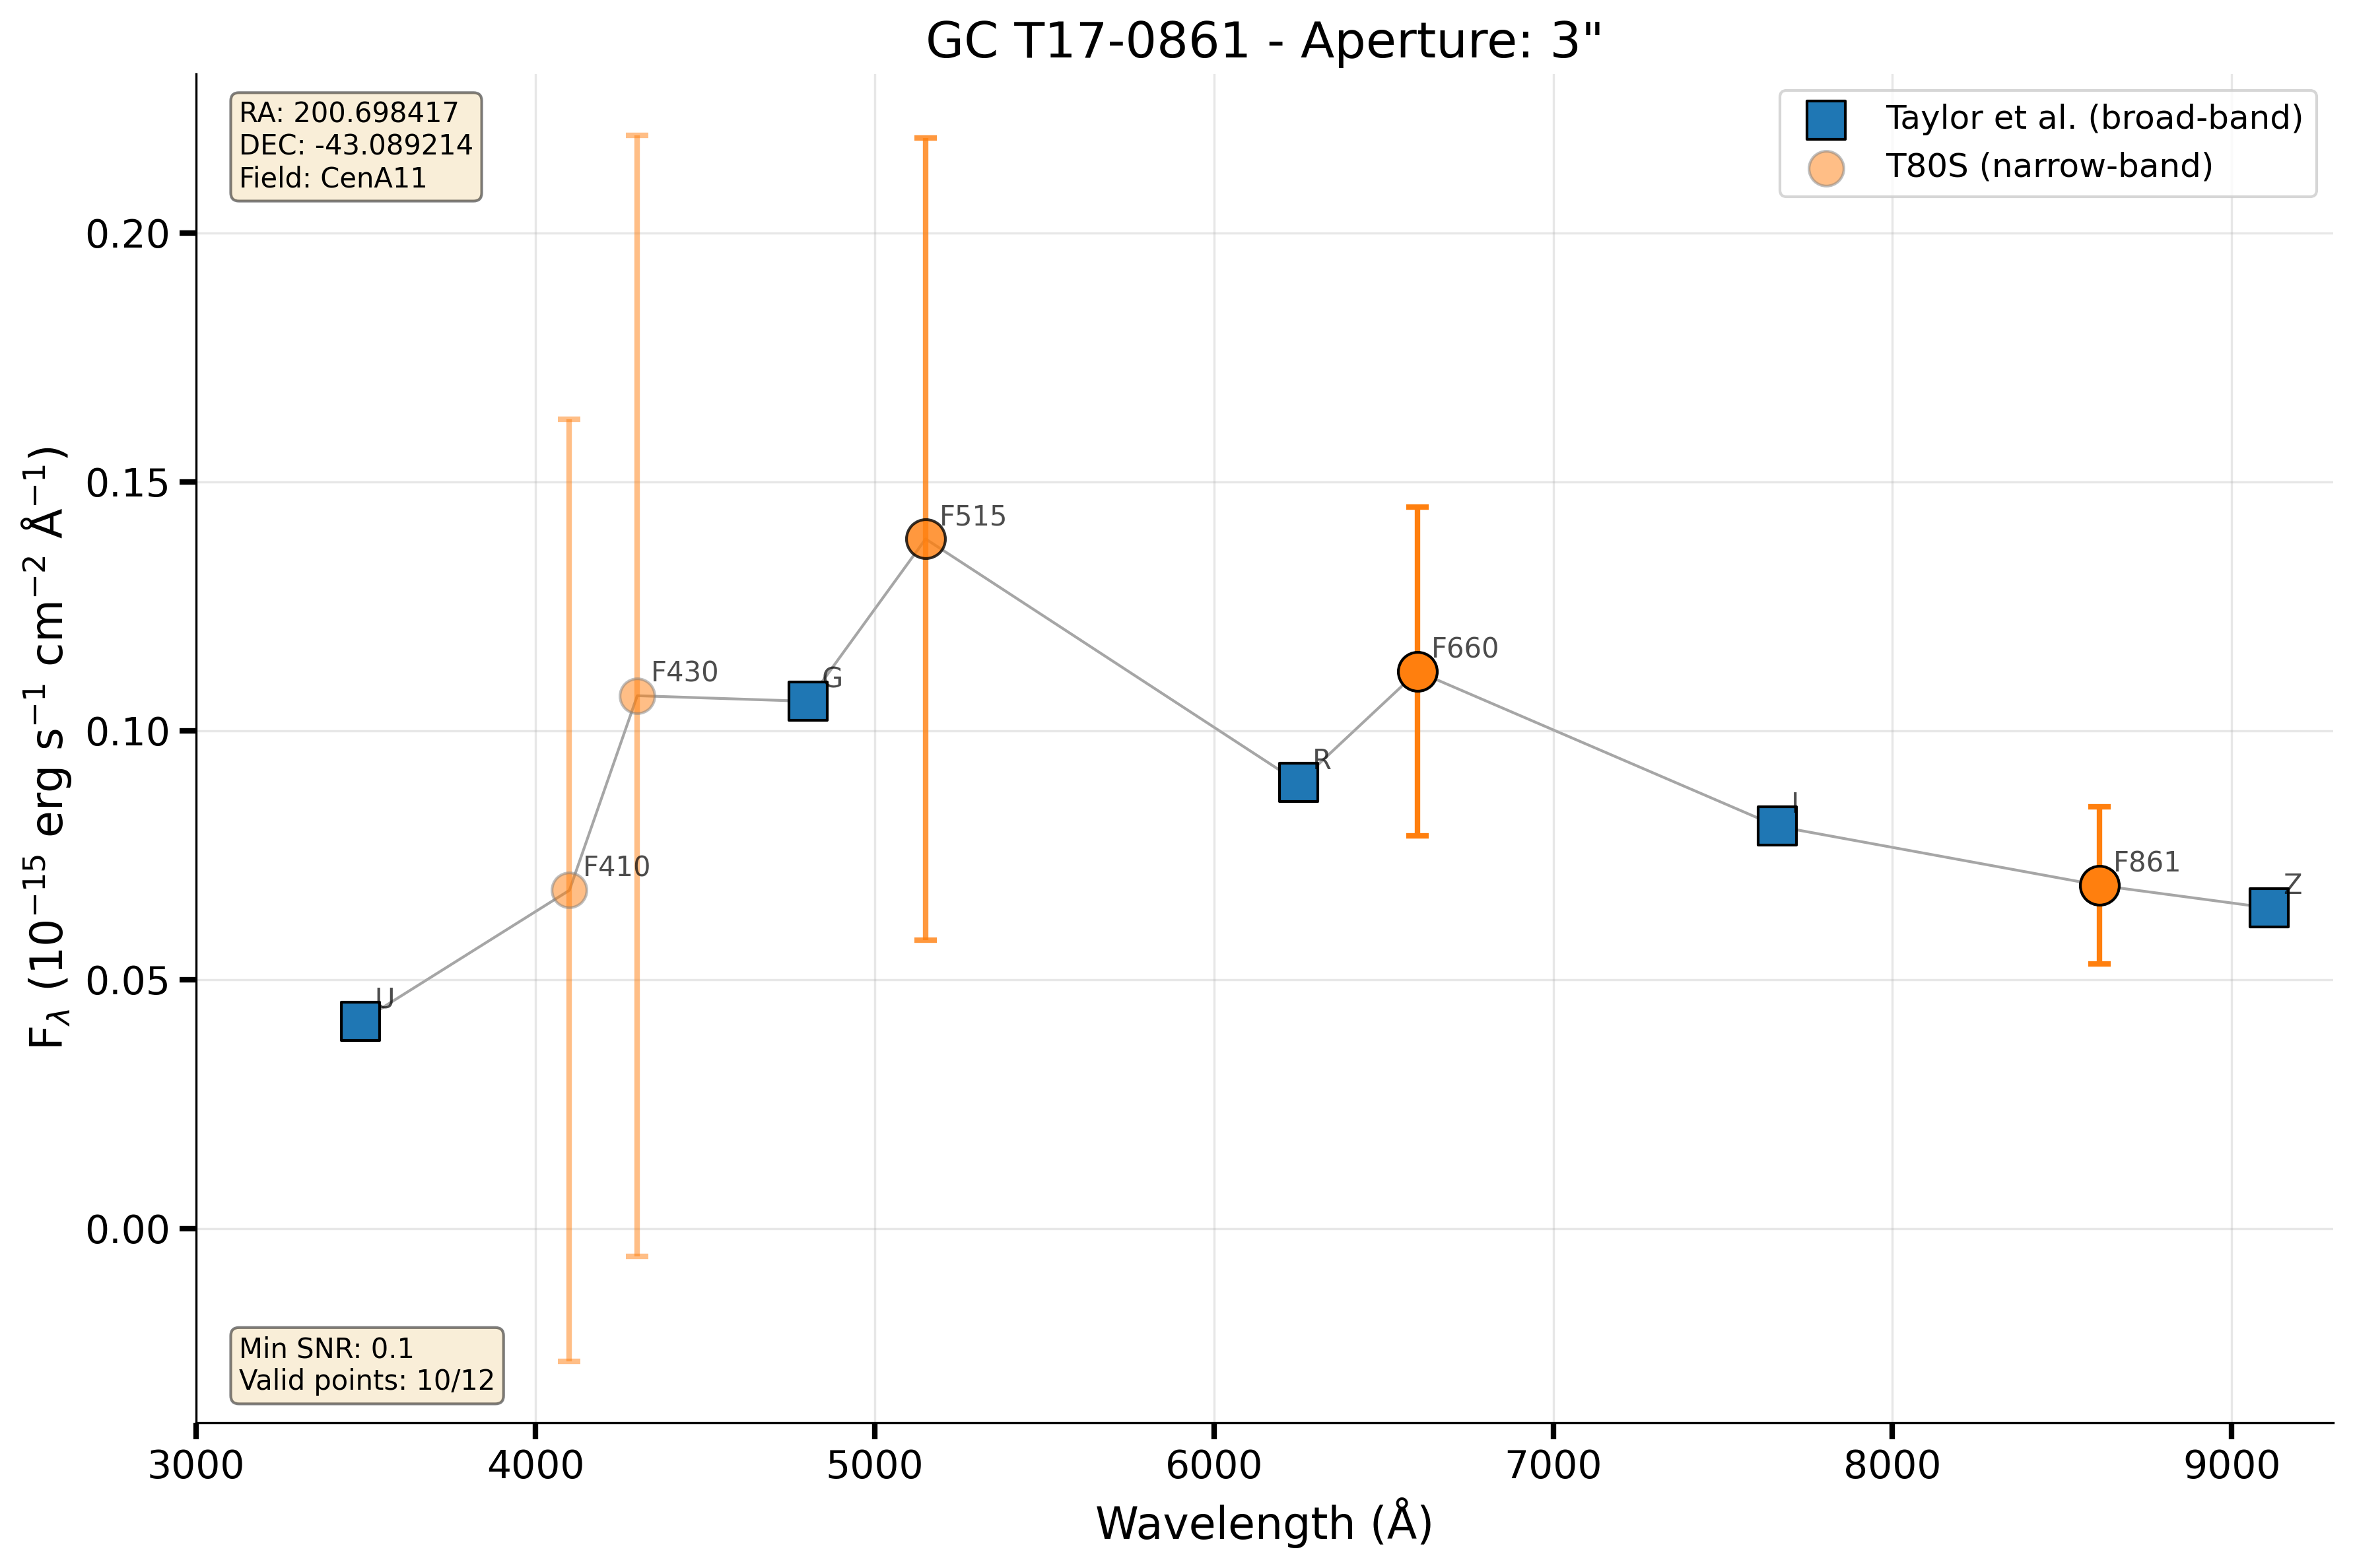 GC T17-0861 - Aperture: 3"
RA: 200.698417
DEC: -43.089214
Field: CenA11
Taylor et al. (broad-band)
T80S (narrow-band)
0.20
0.15
0.10
0.05
0.00
F515
F660
F430
G
R
F410
I
F861
Z
U
Min SNR: 0.1
Valid points: 10/12
3000 4000 5000 6000 7000 8000 9000
Wavelength (Å)
F_λ (10⁻¹⁵ erg s⁻¹ cm⁻² Å⁻¹)